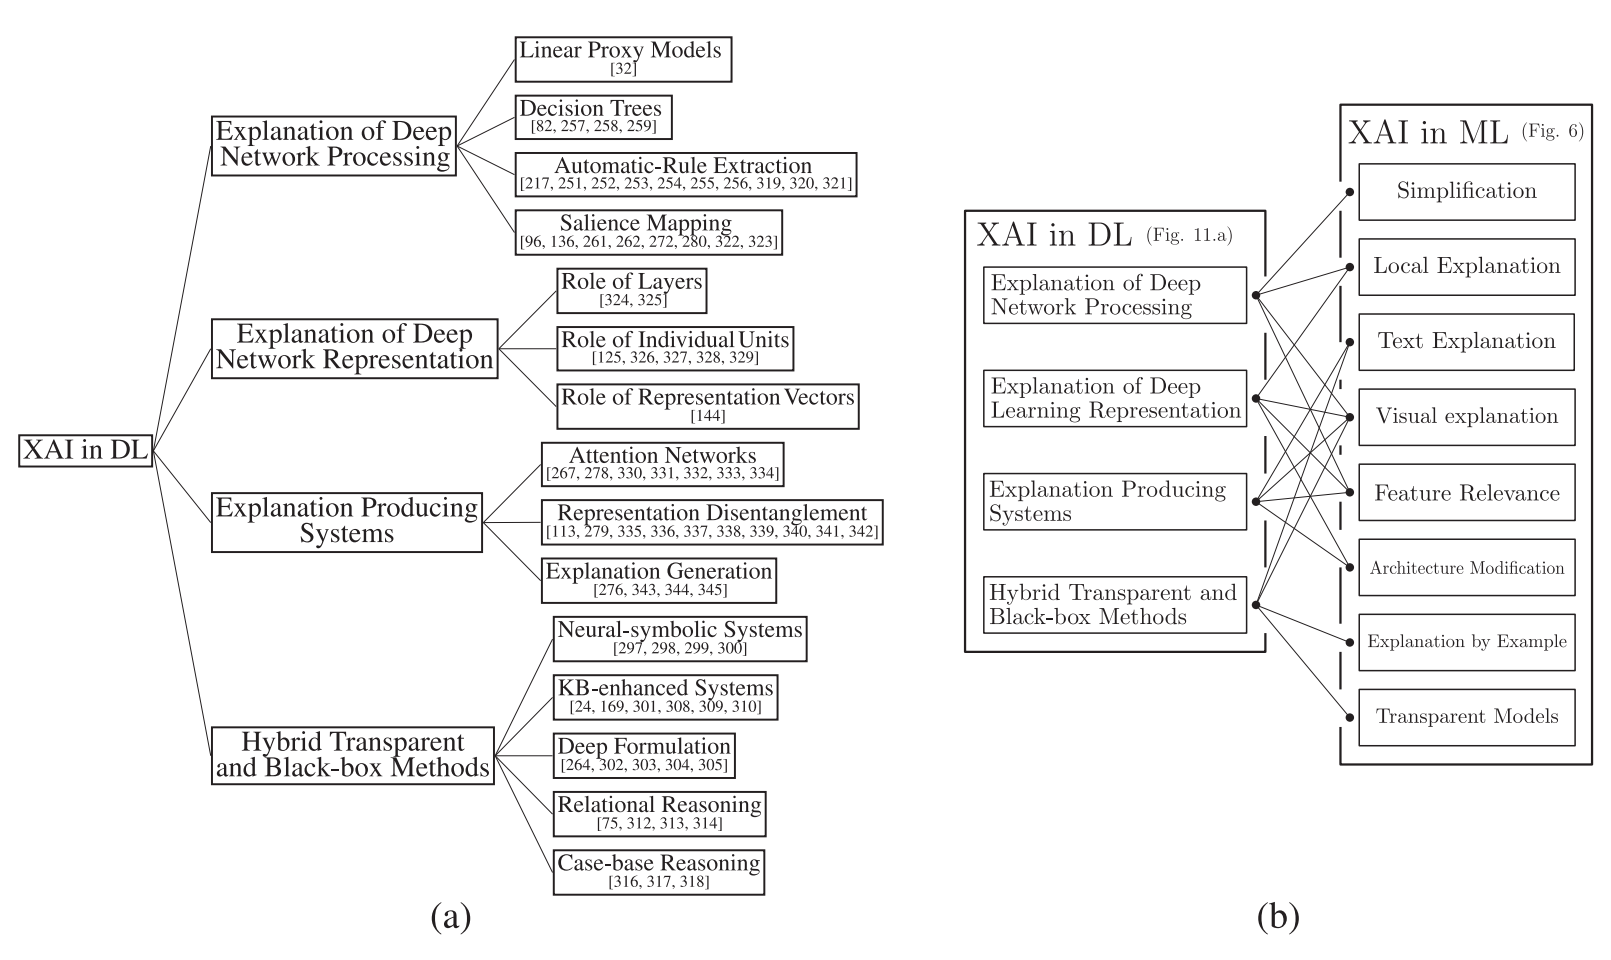 Linear Proxy Models
[32]
Decision Trees
[82, 257, 258, 259]
Explanation of Deep
Network Processing
Automatic-Rule Extraction
[217, 251, 252, 253, 254, 255, 256, 319, 320, 321]
Salience Mapping
[96, 136, 261, 262, 272, 280, 322, 323]
Role of Layers
[324, 325]
Explanation of Deep
Network Representation
Role of Individual Units
[125, 326, 327, 328, 329]
Role of Representation Vectors
[144]
XAI in DL
Attention Networks
[267, 278, 330, 331, 332, 333, 334]
Explanation Producing
Systems
Representation Disentanglement
[113, 279, 335, 336, 337, 338, 339, 340, 341, 342]
Explanation Generation
[276, 343, 344, 345]
Neural-symbolic Systems
[297, 298, 299, 300]
KB-enhanced Systems
[24, 169, 301, 308, 309, 310]
Hybrid Transparent
and Black-box Methods
Deep Formulation
[264, 302, 303, 304, 305]
Relational Reasoning
[75, 312, 313, 314]
Case-base Reasoning
[316, 317, 318]
(a)
XAI in DL (Fig. 11.a)
Explanation of Deep
Network Processing
Explanation of Deep
Learning Representation
Explanation Producing
Systems
Hybrid Transparent and
Black-box Methods
XAI in ML (Fig. 6)
Simplification
Local Explanation
Text Explanation
Visual explanation
Feature Relevance
Architecture Modification
Explanation by Example
Transparent Models
(b)